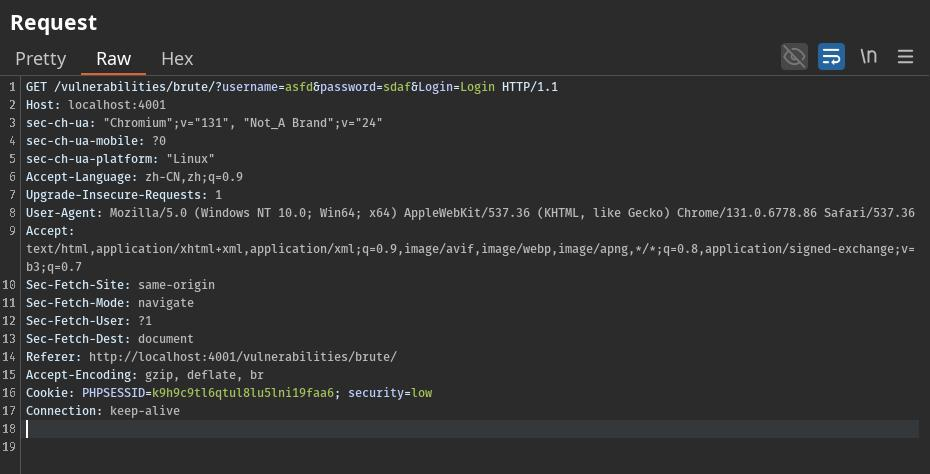 Request
Pretty Raw Hex
\n
1 GET /vulnerabilities/brute/?username=asfd&password=sdaf&Login=Login HTTP/1.1
2 Host: localhost:4001
3 sec-ch-ua: "Chromium";v="131", "Not_A Brand";v="24"
4 sec-ch-ua-mobile: ?0
5 sec-ch-ua-platform: "Linux"
6 Accept-Language: zh-CN,zh;q=0.9
7 Upgrade-Insecure-Requests: 1
8 User-Agent: Mozilla/5.0 (Windows NT 10.0; Win64; x64) AppleWebKit/537.36 (KHTML, like Gecko) Chrome/131.0.6778.86 Safari/537.36
9 Accept:
text/html,application/xhtml+xml,application/xml;q=0.9,image/avif,image/webp,image/apng,*/*;q=0.8,application/signed-exchange;v=
b3;q=0.7
10 Sec-Fetch-Site: same-origin
11 Sec-Fetch-Mode: navigate
12 Sec-Fetch-User: ?1
13 Sec-Fetch-Dest: document
14 Referer: http://localhost:4001/vulnerabilities/brute/
15 Accept-Encoding: gzip, deflate, br
16 Cookie: PHPSESSID=k9h9c9tl6qtul8lu5lni19faa6; security=low
17 Connection: keep-alive
18
19